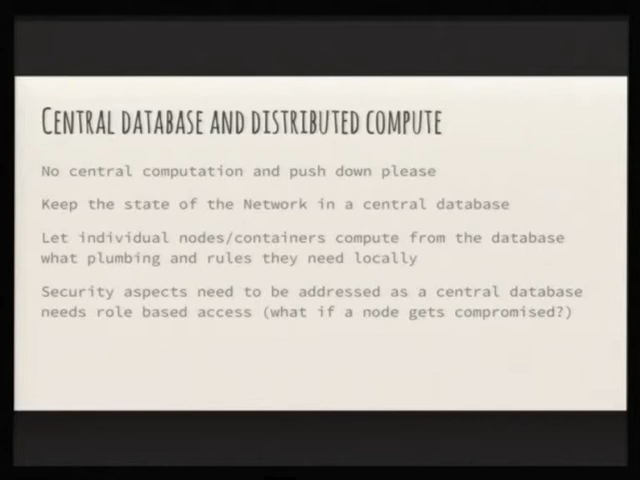 CENTRAL DATABASE AND DISTRIBUTED COMPUTE
No central computation and push down please
Keep the state of the Network in a central database
Let individual nodes/containers compute from the database
what plumbing and rules they need locally
Security aspects need to be addressed as a central database
needs role based access (what if a node gets compromised?)